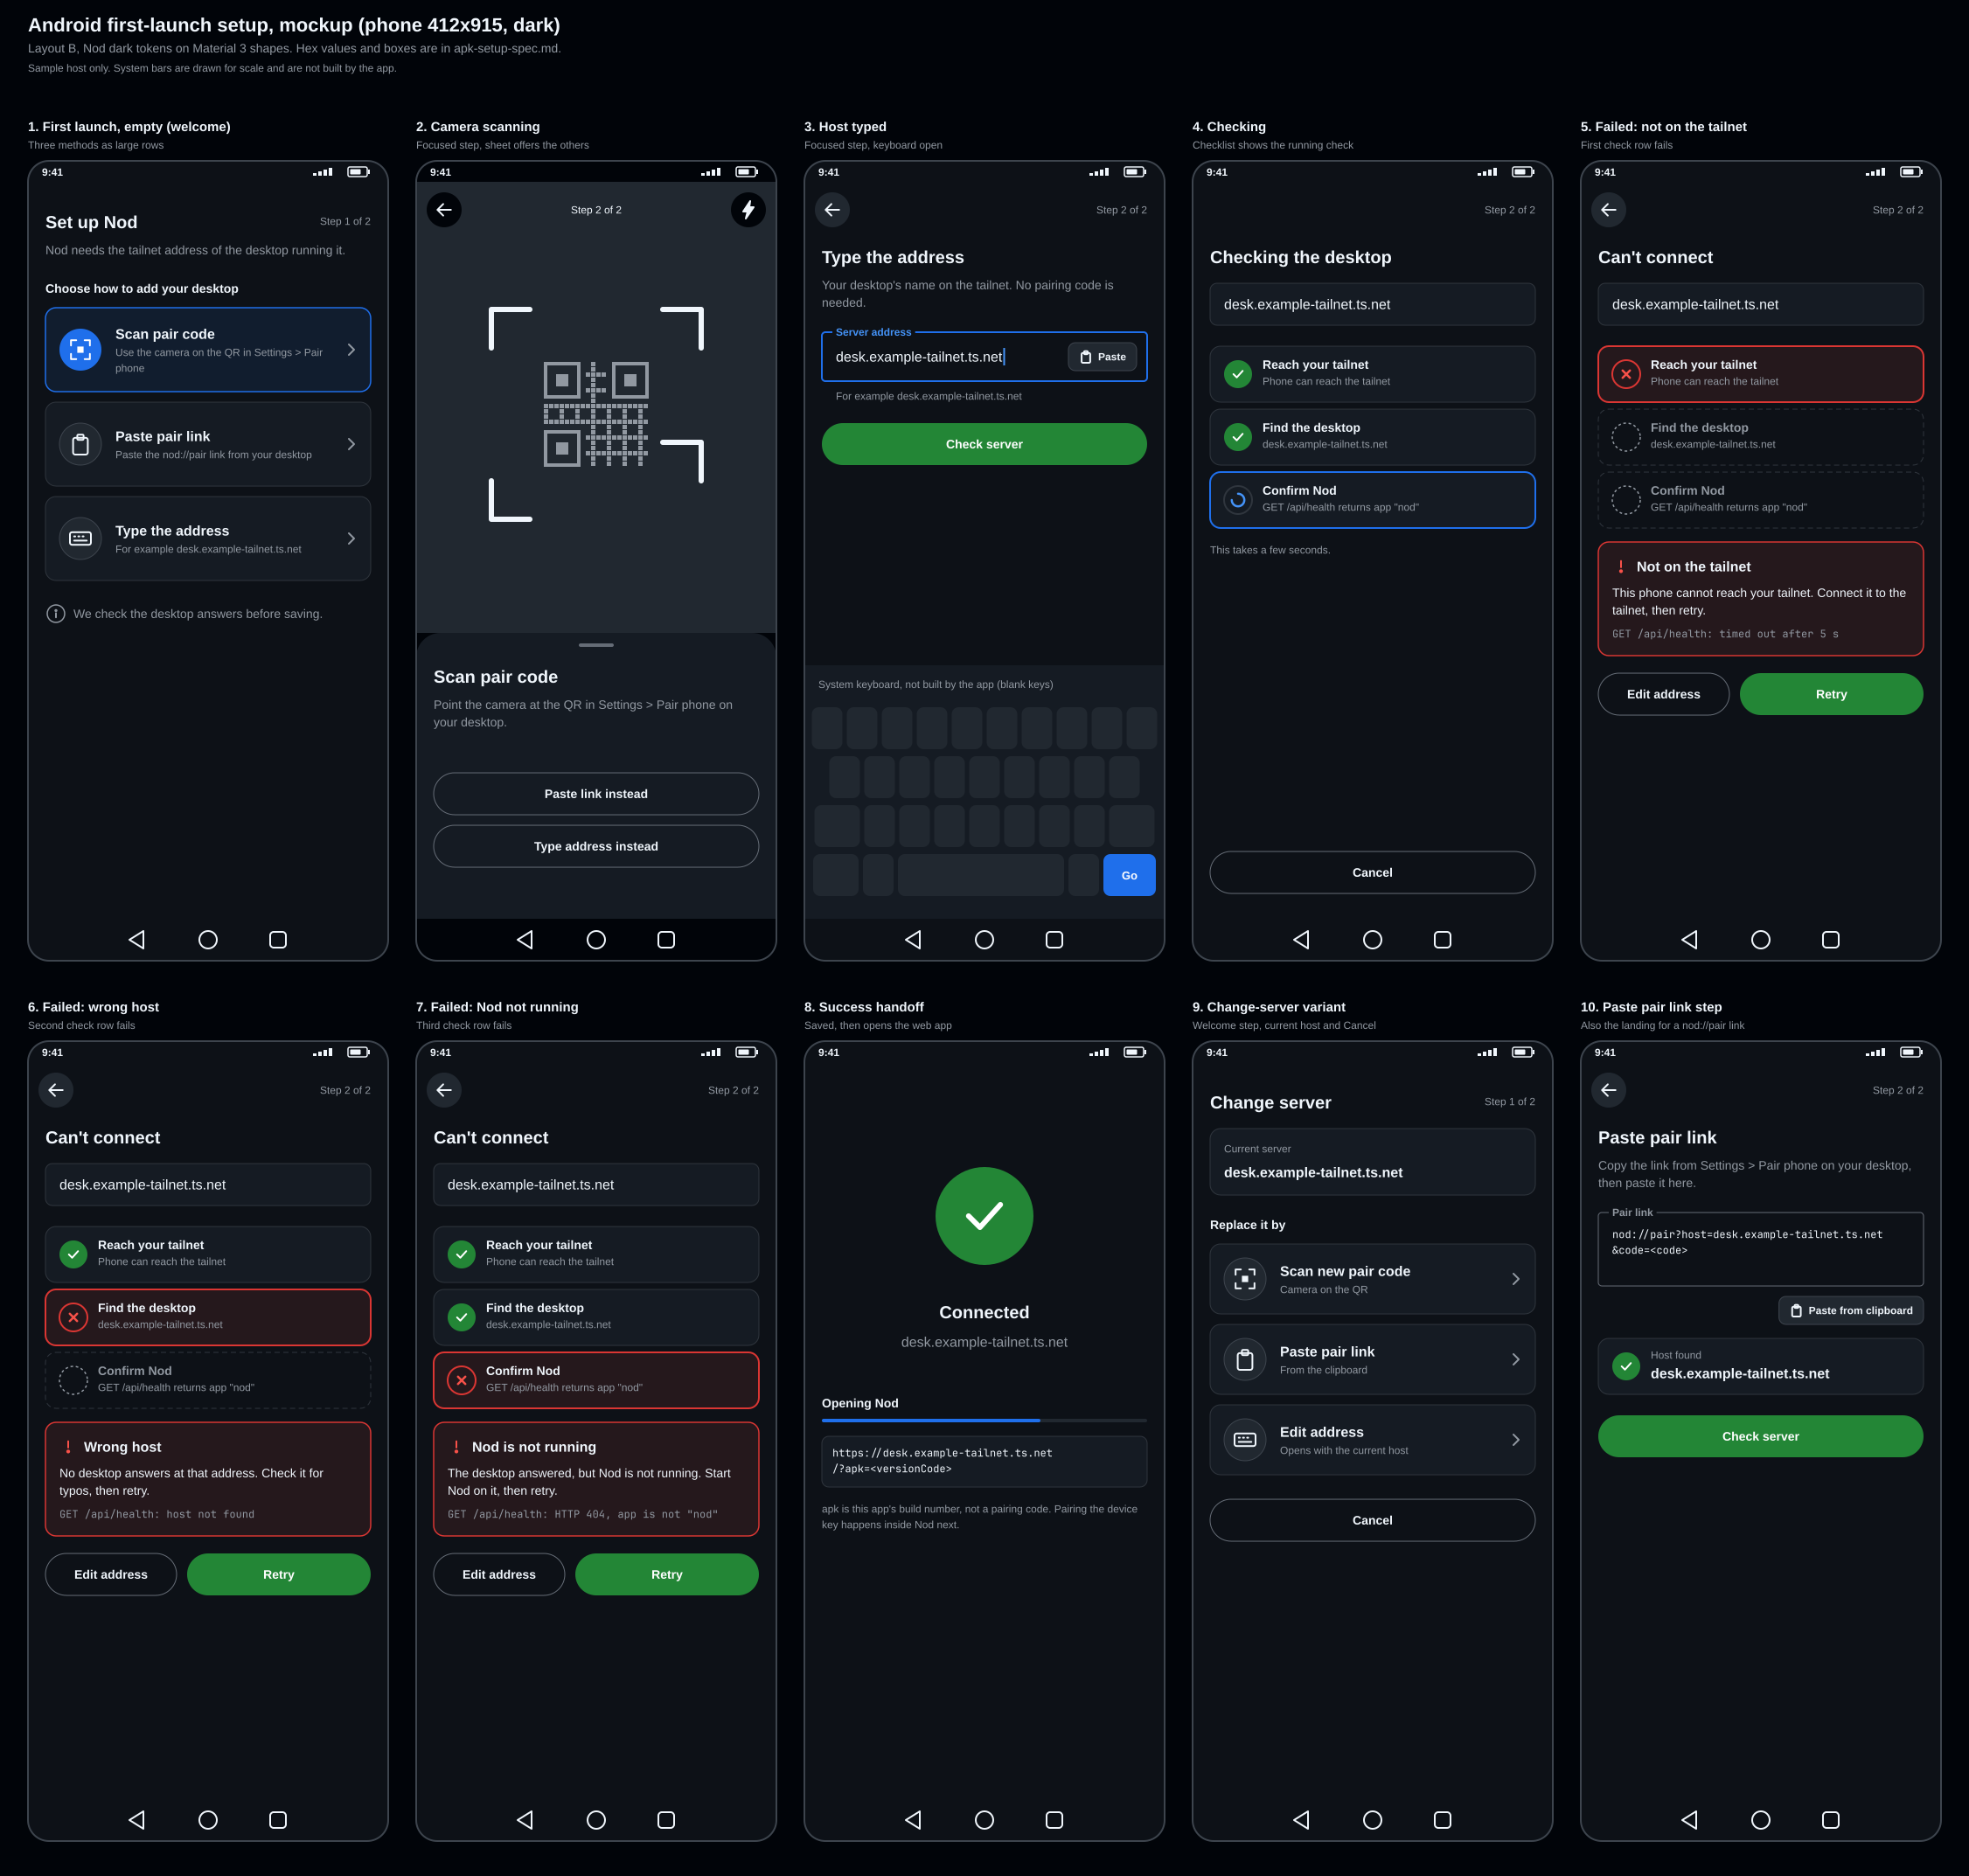 Android first-launch setup, mockup (phone 412x915, dark)
Layout B, Nod dark tokens on Material 3 shapes. Hex values and boxes are in apk-setup-spec.md.
Sample host only. System bars are drawn for scale and are not built by the app.
1. First launch, empty (welcome)
Three methods as large rows
9:41
Set up Nod
Step 1 of 2
Nod needs the tailnet address of the desktop running it.
Choose how to add your desktop
Scan pair code
Use the camera on the QR in Settings > Pair
phone
Paste pair link
Paste the nod://pair link from your desktop
Type the address
For example desk.example-tailnet.ts.net
We check the desktop answers before saving.
2. Camera scanning
Focused step, sheet offers the others
9:41
Step 2 of 2
Scan pair code
Point the camera at the QR in Settings > Pair phone on
your desktop.
Paste link instead
Type address instead
3. Host typed
Focused step, keyboard open
9:41
Step 2 of 2
Type the address
Your desktop's name on the tailnet. No pairing code is
needed.
Server address
desk.example-tailnet.ts.net
Paste
For example desk.example-tailnet.ts.net
Check server
System keyboard, not built by the app (blank keys)
Go
4. Checking
Checklist shows the running check
9:41
Step 2 of 2
Checking the desktop
desk.example-tailnet.ts.net
Reach your tailnet
Phone can reach the tailnet
Find the desktop
desk.example-tailnet.ts.net
Confirm Nod
GET /api/health returns app "nod"
This takes a few seconds.
Cancel
5. Failed: not on the tailnet
First check row fails
9:41
Step 2 of 2
Can't connect
desk.example-tailnet.ts.net
Reach your tailnet
Phone can reach the tailnet
Find the desktop
desk.example-tailnet.ts.net
Confirm Nod
GET /api/health returns app "nod"
Not on the tailnet
This phone cannot reach your tailnet. Connect it to the
tailnet, then retry.
GET /api/health: timed out after 5 s
Edit address
Retry
6. Failed: wrong host
Second check row fails
9:41
Step 2 of 2
Can't connect
desk.example-tailnet.ts.net
Reach your tailnet
Phone can reach the tailnet
Find the desktop
desk.example-tailnet.ts.net
Confirm Nod
GET /api/health returns app "nod"
Wrong host
No desktop answers at that address. Check it for
typos, then retry.
GET /api/health: host not found
Edit address
Retry
7. Failed: Nod not running
Third check row fails
9:41
Step 2 of 2
Can't connect
desk.example-tailnet.ts.net
Reach your tailnet
Phone can reach the tailnet
Find the desktop
desk.example-tailnet.ts.net
Confirm Nod
GET /api/health returns app "nod"
Nod is not running
The desktop answered, but Nod is not running. Start
Nod on it, then retry.
GET /api/health: HTTP 404, app is not "nod"
Edit address
Retry
8. Success handoff
Saved, then opens the web app
9:41
Connected
desk.example-tailnet.ts.net
Opening Nod
https://desk.example-tailnet.ts.net
/?apk=<versionCode>
apk is this app's build number, not a pairing code. Pairing the device
key happens inside Nod next.
9. Change-server variant
Welcome step, current host and Cancel
9:41
Change server
Step 1 of 2
Current server
desk.example-tailnet.ts.net
Replace it by
Scan new pair code
Camera on the QR
Paste pair link
From the clipboard
Edit address
Opens with the current host
Cancel
10. Paste pair link step
Also the landing for a nod://pair link
9:41
Step 2 of 2
Paste pair link
Copy the link from Settings > Pair phone on your desktop,
then paste it here.
Pair link
nod://pair?host=desk.example-tailnet.ts.net
&code=<code>
Paste from clipboard
Host found
desk.example-tailnet.ts.net
Check server